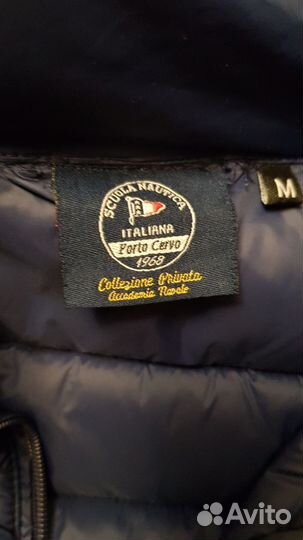 SCUOLA NAUTICA
ITALIANA
Porto Cervo
1968
Collezione Privata
Accademia Navale
M
Avito